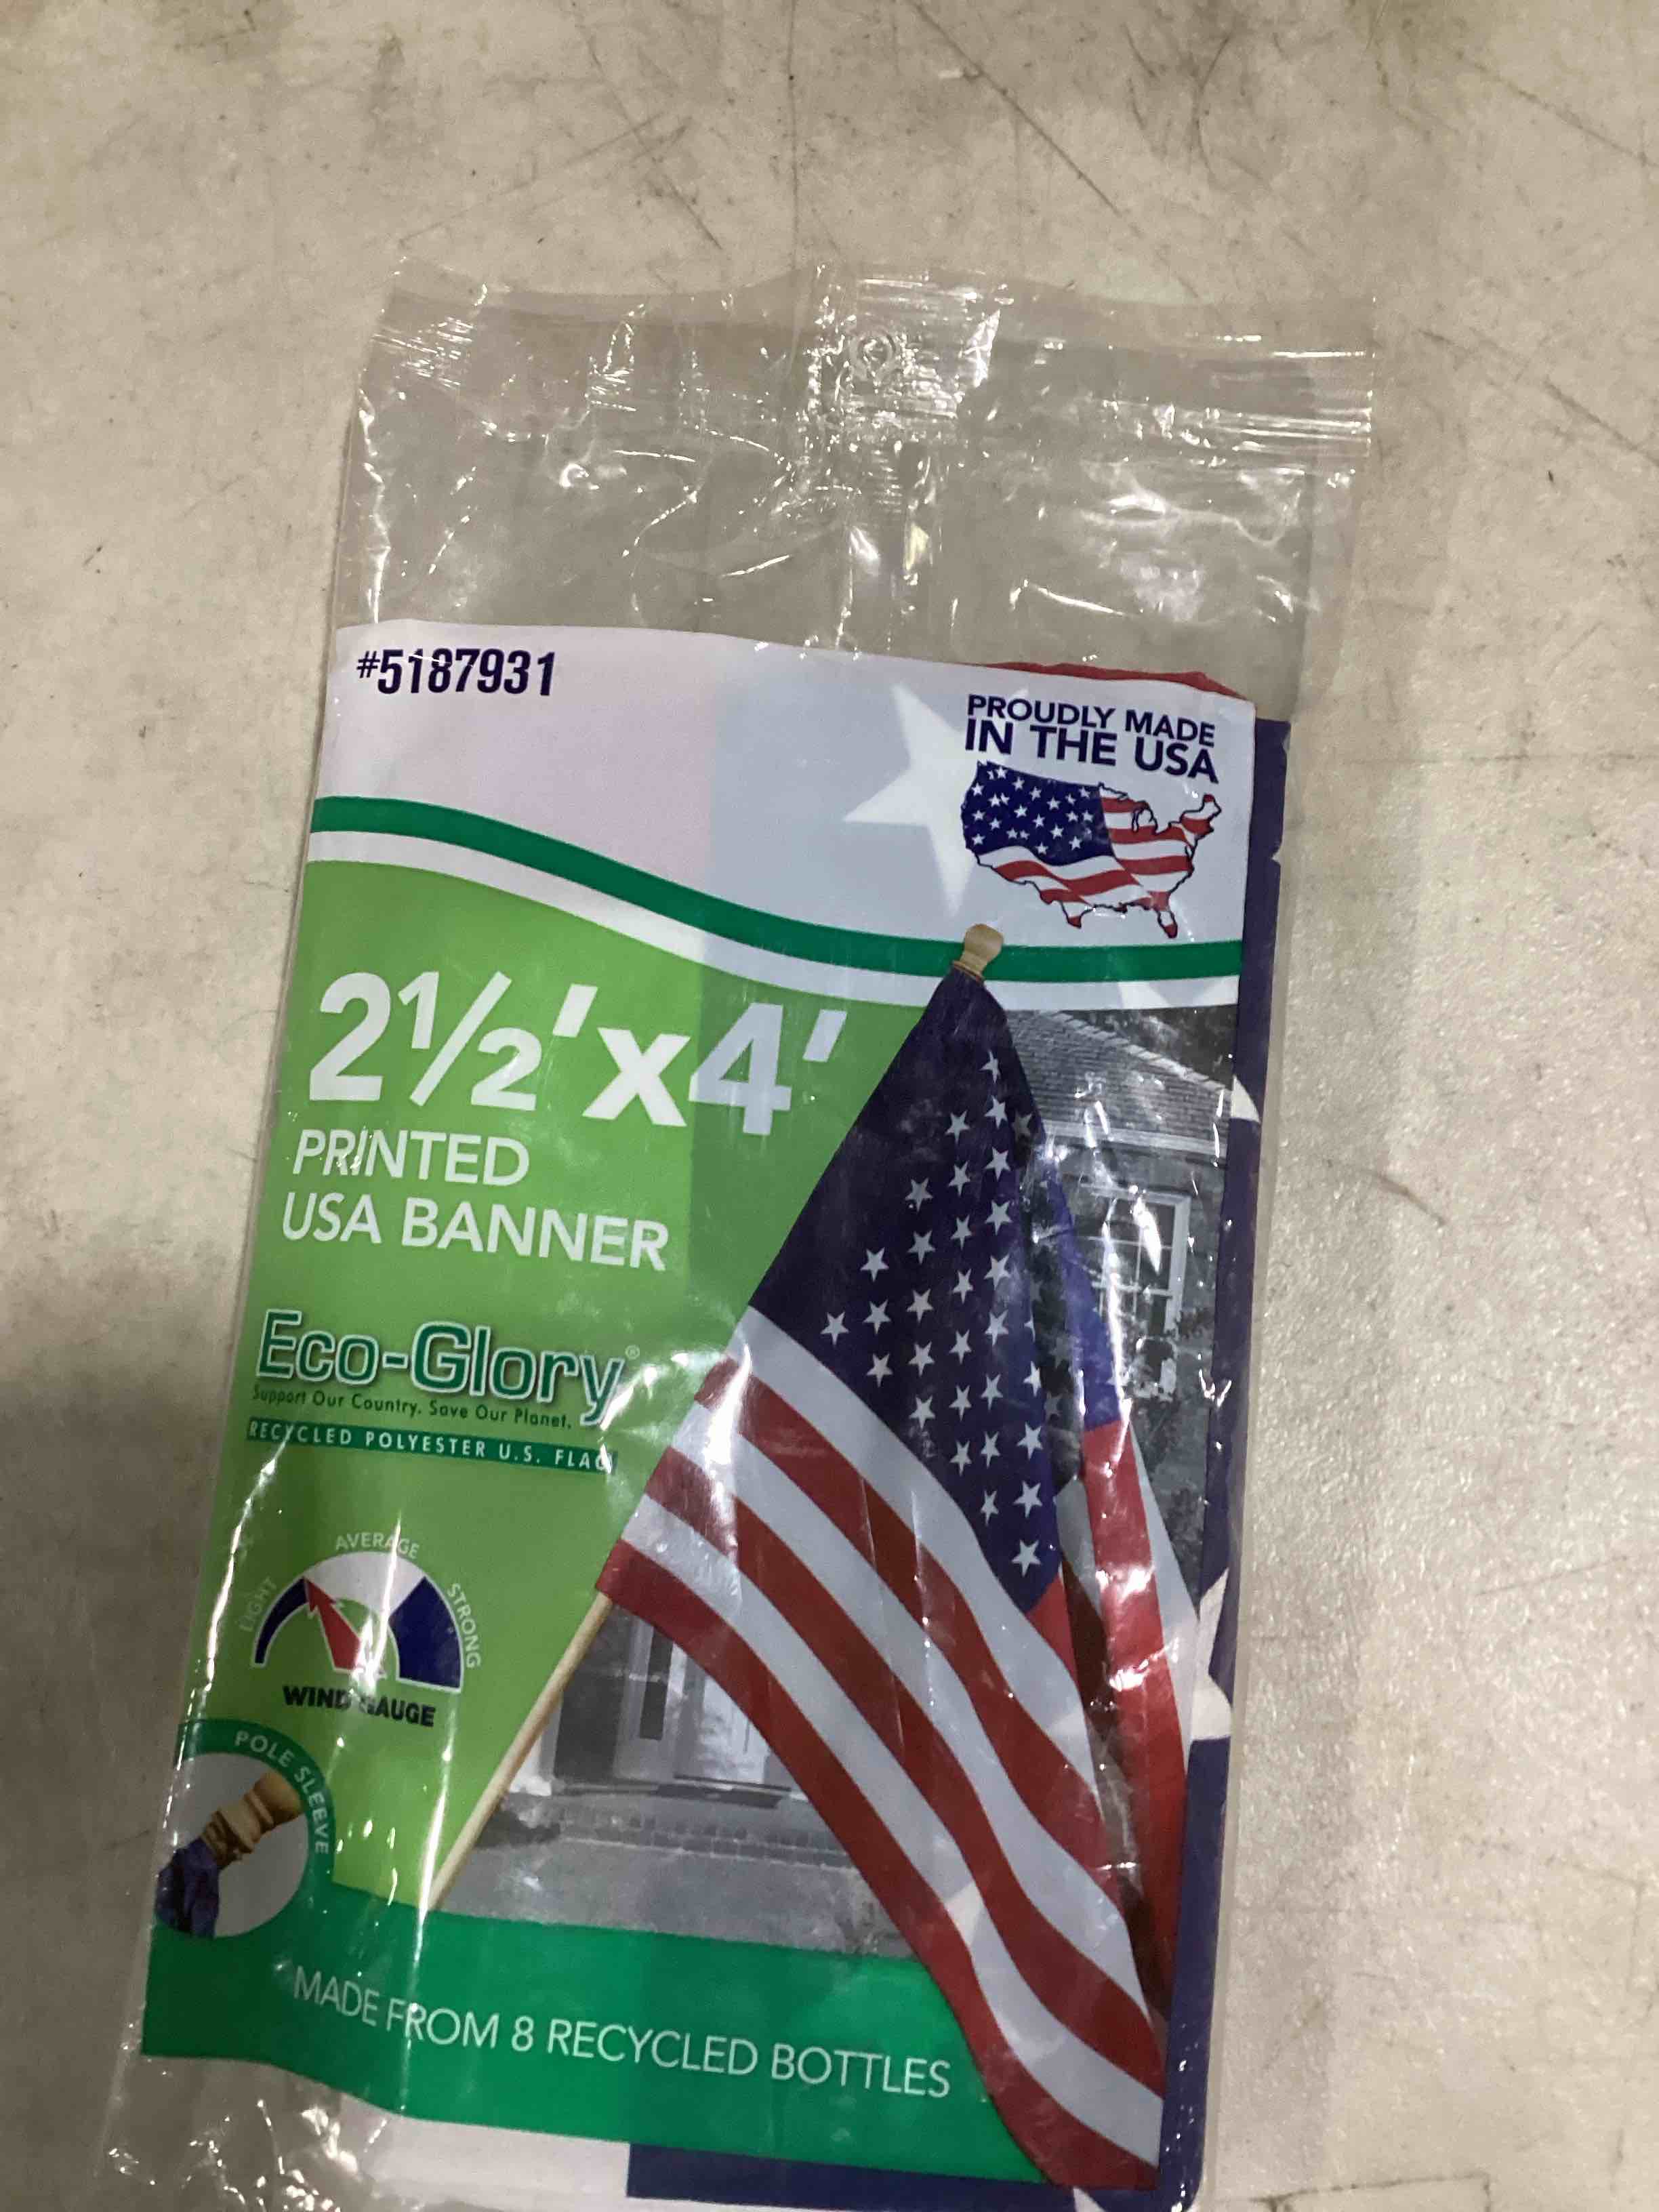 #5187931
PROUDLY MADE
IN THE USA
2½'x4'
PRINTED
USA BANNER
Eco-Glory®
Support Our Country. Save Our Planet.
RECYCLED POLYESTER U.S. FLAG
LIGHT
AVERAGE
STRONG
WIND GAUGE
POLE SLEEVE
MADE FROM 8 RECYCLED BOTTLES